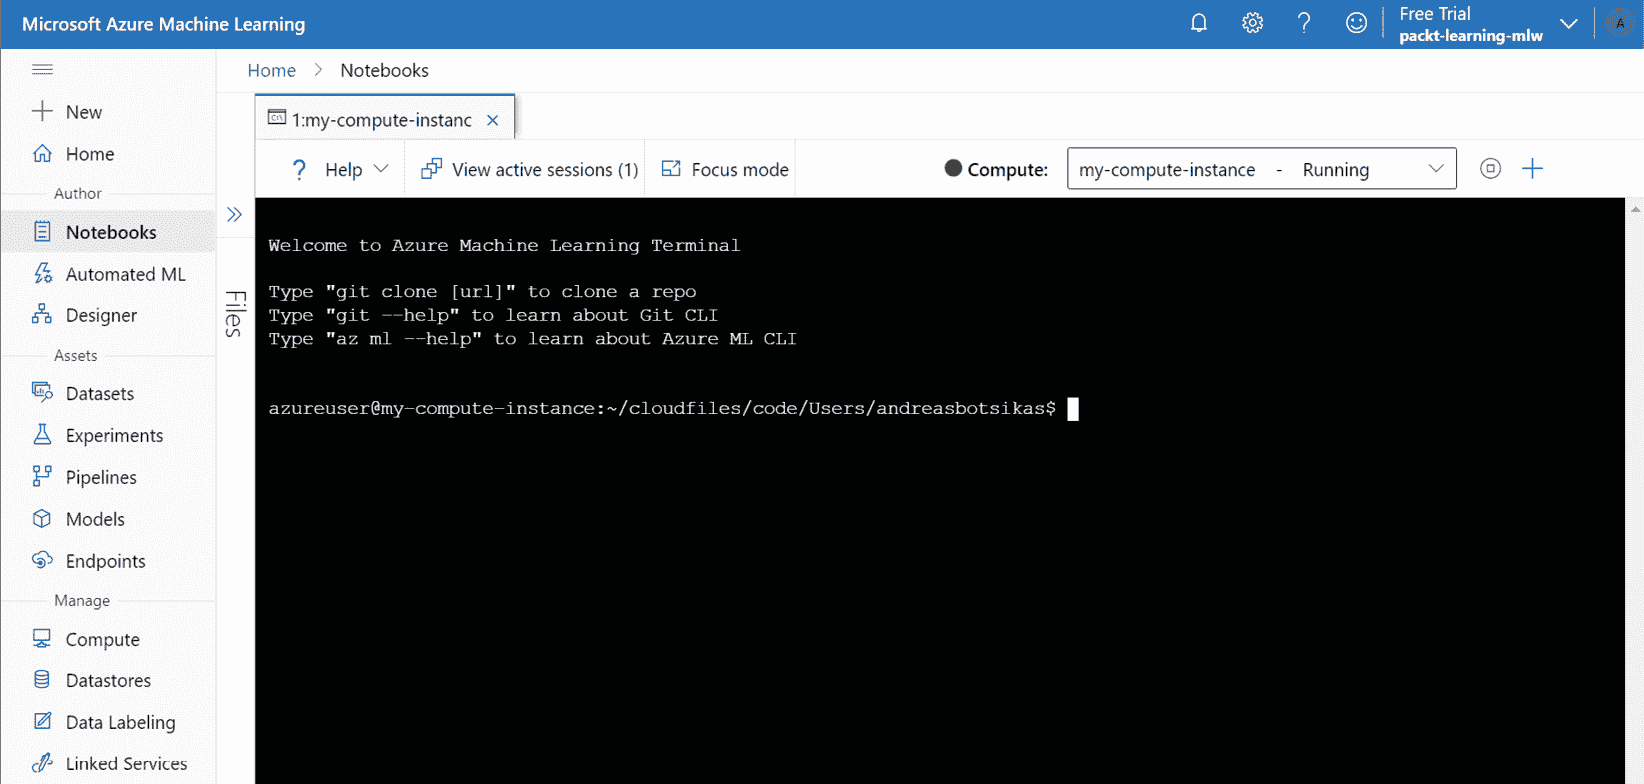 Microsoft Azure Machine Learning
Free Trial
packt-learning-mlw
A
Home > Notebooks
New
Home
Author
Notebooks
Automated ML
Designer
Assets
Datasets
Experiments
Pipelines
Models
Endpoints
Manage
Compute
Datastores
Data Labeling
Linked Services
Files
1:my-compute-instanc
? Help
View active sessions (1)
Focus mode
Compute:
my-compute-instance - Running
Welcome to Azure Machine Learning Terminal
Type "git clone [url]" to clone a repo
Type "git --help" to learn about Git CLI
Type "az ml --help" to learn about Azure ML CLI
azureuser@my-compute-instance:~/cloudfiles/code/Users/andreasbotsikas$